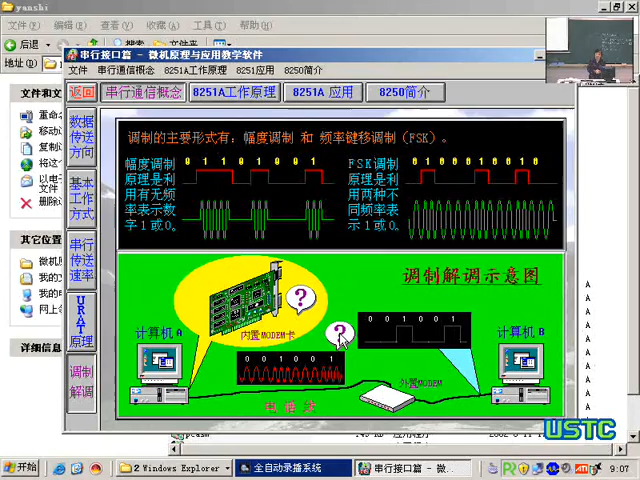 yanshi
文件(F) 编辑(E) 查看(V) 收藏(A) 工具(T) 帮助(H)
后退 搜索 文件夹
地址(D)
串行接口篇 - 微机原理与应用教学软件
文件 串行通信概念 8251A工作原理 8251应用 8250简介
返回 串行通信概念 8251A工作原理 8251A 应用 8250简介
文件和文
重命名
移动
复制
将这
以电
文件
删除
其它位置
微机原
我的文
我的电
网上
详细信息
数据传送方向
基本工作方式
串行传送速率
URAT原理
调制解调
调制的主要形式有：幅度调制 和 频率键移调制（FSK）。
幅度调制
原理是利
用有无频
率表示数
字 1 或 0。
0 1 1 0 1 0 0 1
FSK调制
原理是利
用两种不
同频率表
示 1 或 0。
调制解调示意图
计算机 A
?
内置MODEM卡
?
0 0 1 0 0 1
0 0 1 0 0 1
计算机 B
外置MODEM
电话线
A
A
A
A
A
A
A
USTC
开始
2 Windows Explorer
全自动录播系统
串行接口篇 - 微...
9:07